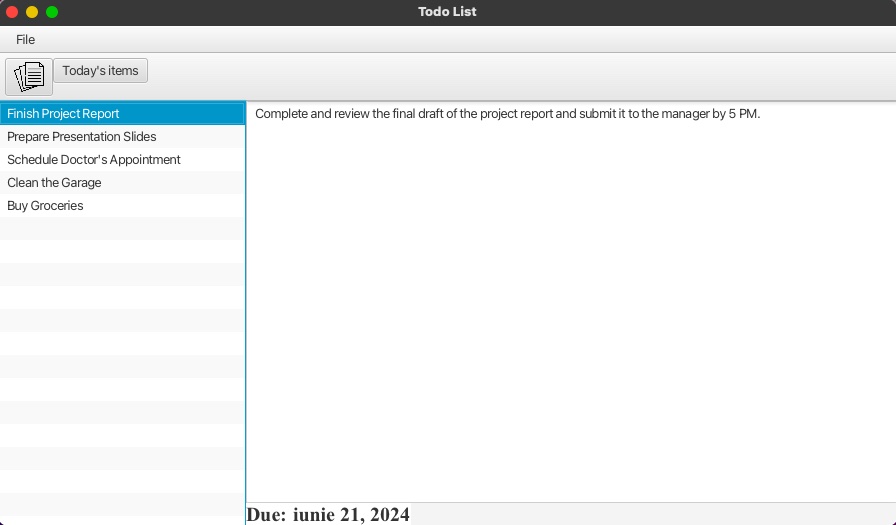 Todo List
File
Today's items
Finish Project Report
Prepare Presentation Slides
Schedule Doctor's Appointment
Clean the Garage
Buy Groceries
Complete and review the final draft of the project report and submit it to the manager by 5 PM.
Due: iunie 21, 2024